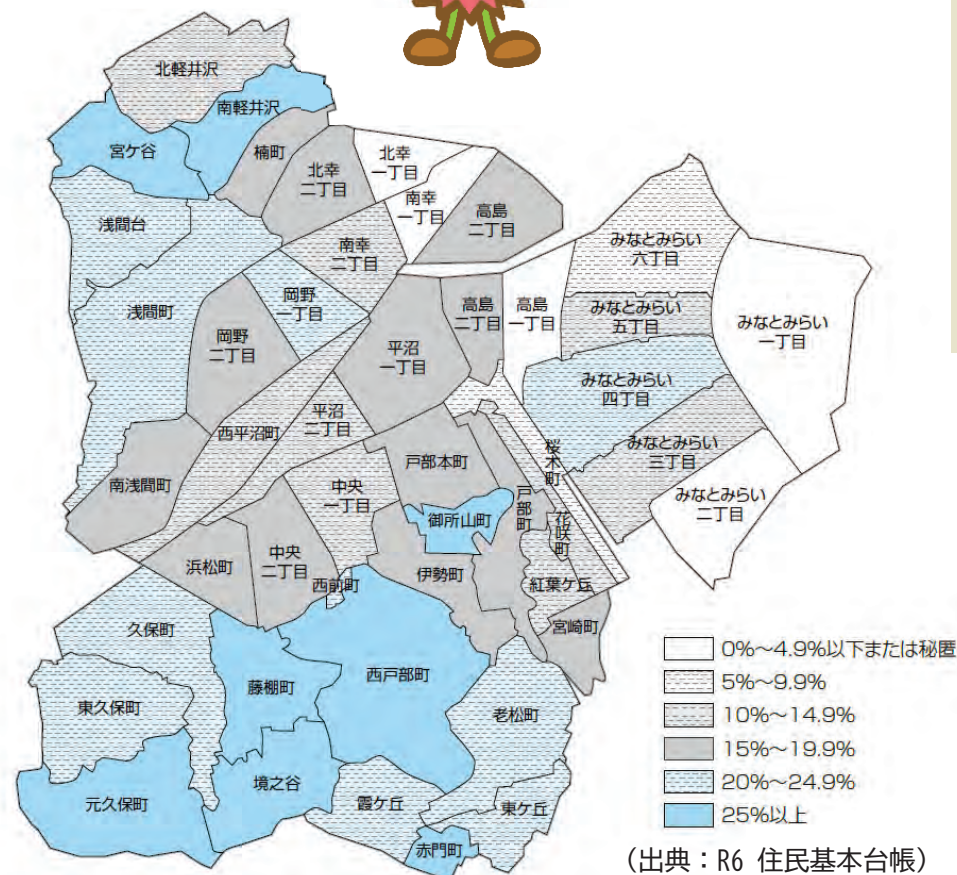 北軽井沢
南軽井沢
宮ケ谷
楠町
北幸
二丁目
北幸
一丁目
南幸
一丁目
高島
二丁目
浅間台
南幸
二丁目
みなとみらい
六丁目
浅間町
岡野
一丁目
岡野
二丁目
平沼
一丁目
高島
二丁目
高島
一丁目
みなとみらい
五丁目
みなとみらい
一丁目
みなとみらい
四丁目
西平沼町
平沼
二丁目
みなとみらい
三丁目
桜木町
戸部本町
南浅間町
中央
一丁目
みなとみらい
二丁目
戸部町
花咲町
御所山町
浜松町
中央
二丁目
西前町
伊勢町
紅葉ケ丘
宮崎町
久保町
東久保町
藤棚町
西戸部町
老松町
元久保町
境之谷
霞ケ丘
東ケ丘
赤門町
0%～4.9%以下または秘匿
5%～9.9%
10%～14.9%
15%～19.9%
20%～24.9%
25%以上
（出典：R6 住民基本台帳）